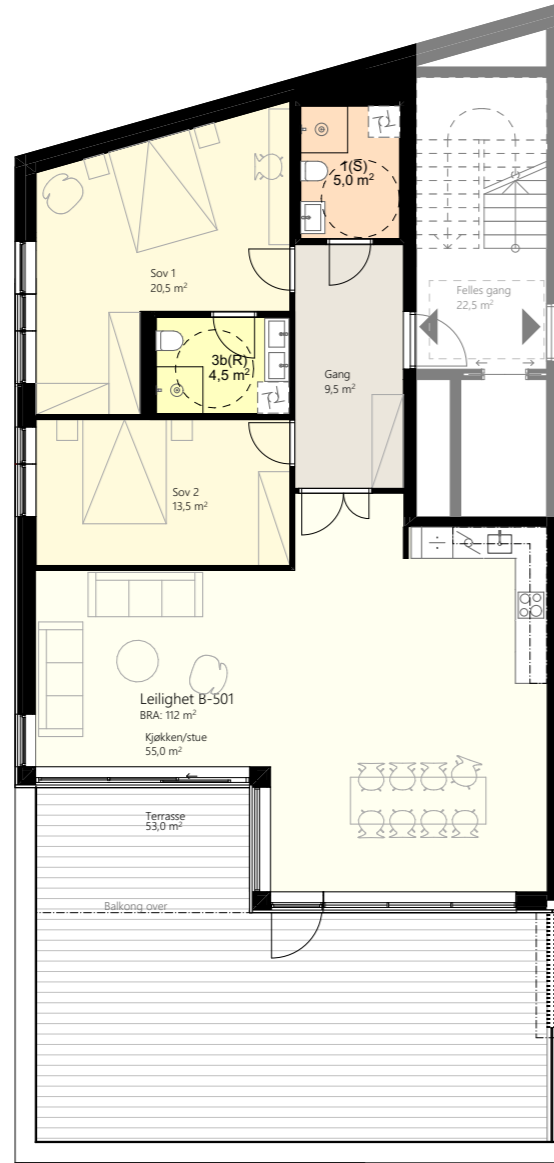 1(S)
5,0 m²
Sov 1
20,5 m²
Felles gang
22,5 m²
3b(R)
4,5 m²
Gang
9,5 m²
Sov 2
13,5 m²
Leilighet B-501
BRA: 112 m²
Kjøkken/stue
55,0 m²
Terrasse
53,0 m²
Balkong over